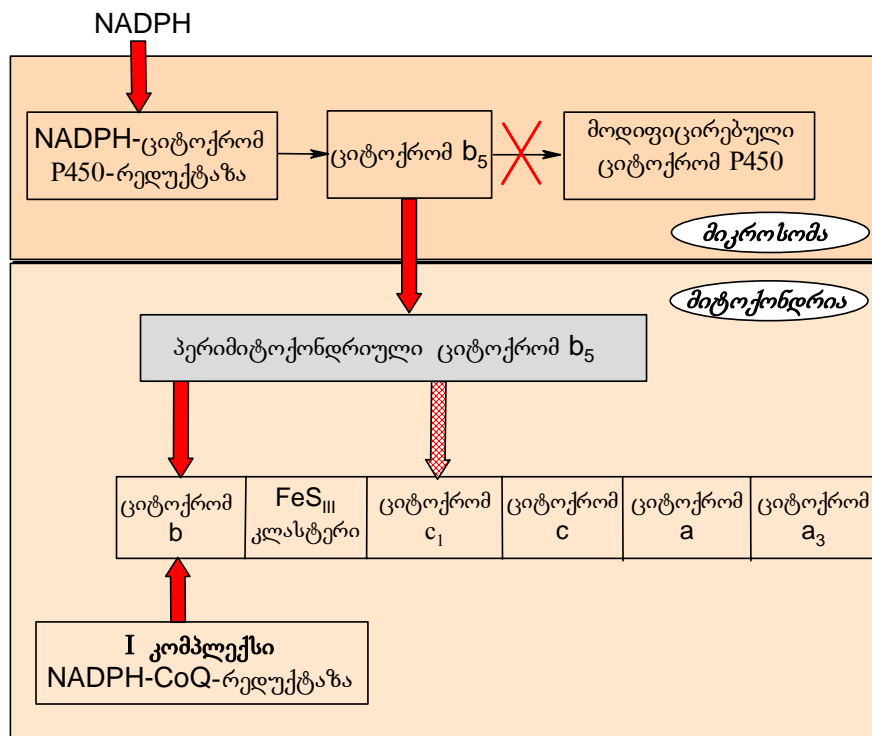 NADPH
NADPH-ციტოქრომ
P450-რედუქტაზა
ციტოქრომ b₅
მოდიფიცირებული
ციტოქრომ P450
მიკროსომა
მიტოქონდრია
პერიმიტოქონდრიული ციტოქრომ b₅
ციტოქრომ
b
FeSIII
კლასტერი
ციტოქრომ
c₁
ციტოქრომ
c
ციტოქრომ
a
ციტოქრომ
a₃
I კომპლექსი
NADPH-CoQ-რედუქტაზა